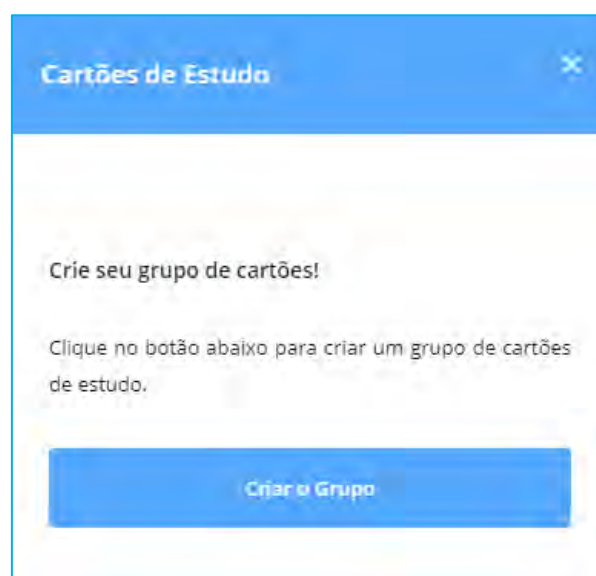 Cartões de Estudo
Crie seu grupo de cartões!
Clique no botão abaixo para criar um grupo de cartões
de estudo.
Criar o Grupo